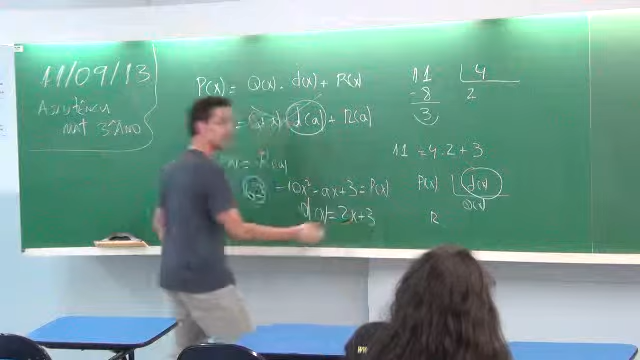 11/09/13
Assistência
mat 3º Ano
P(x) = Q(x) . d(x) + R(x)
d(a) + R(a)
- 10x² - ax + 3 = P(x)
d(x) = 2x + 3
11 | 4
- 8 2
3
11 = 4.2 + 3
P(x) | d(x)
R Q(x)